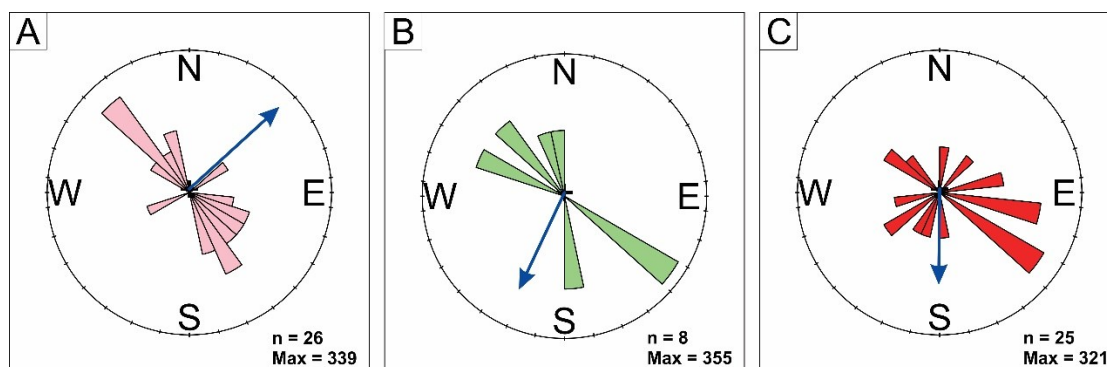 A
N
W
E
S
n = 26
Max = 339
B
N
W
E
S
n = 8
Max = 355
C
N
W
E
S
n = 25
Max = 321